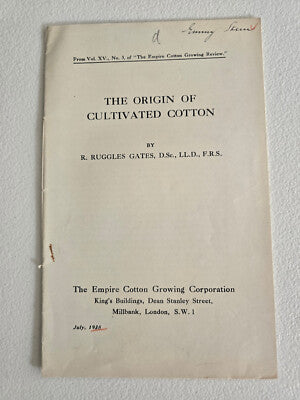 d
From Vol. XV., No. 3, of "The Empire Cotton Growing Review."
THE ORIGIN OF
CULTIVATED COTTON
BY
R. RUGGLES GATES, D.Sc., LL.D., F.R.S.
The Empire Cotton Growing Corporation
King's Buildings, Dean Stanley Street,
Millbank, London, S.W. 1
July, 1938